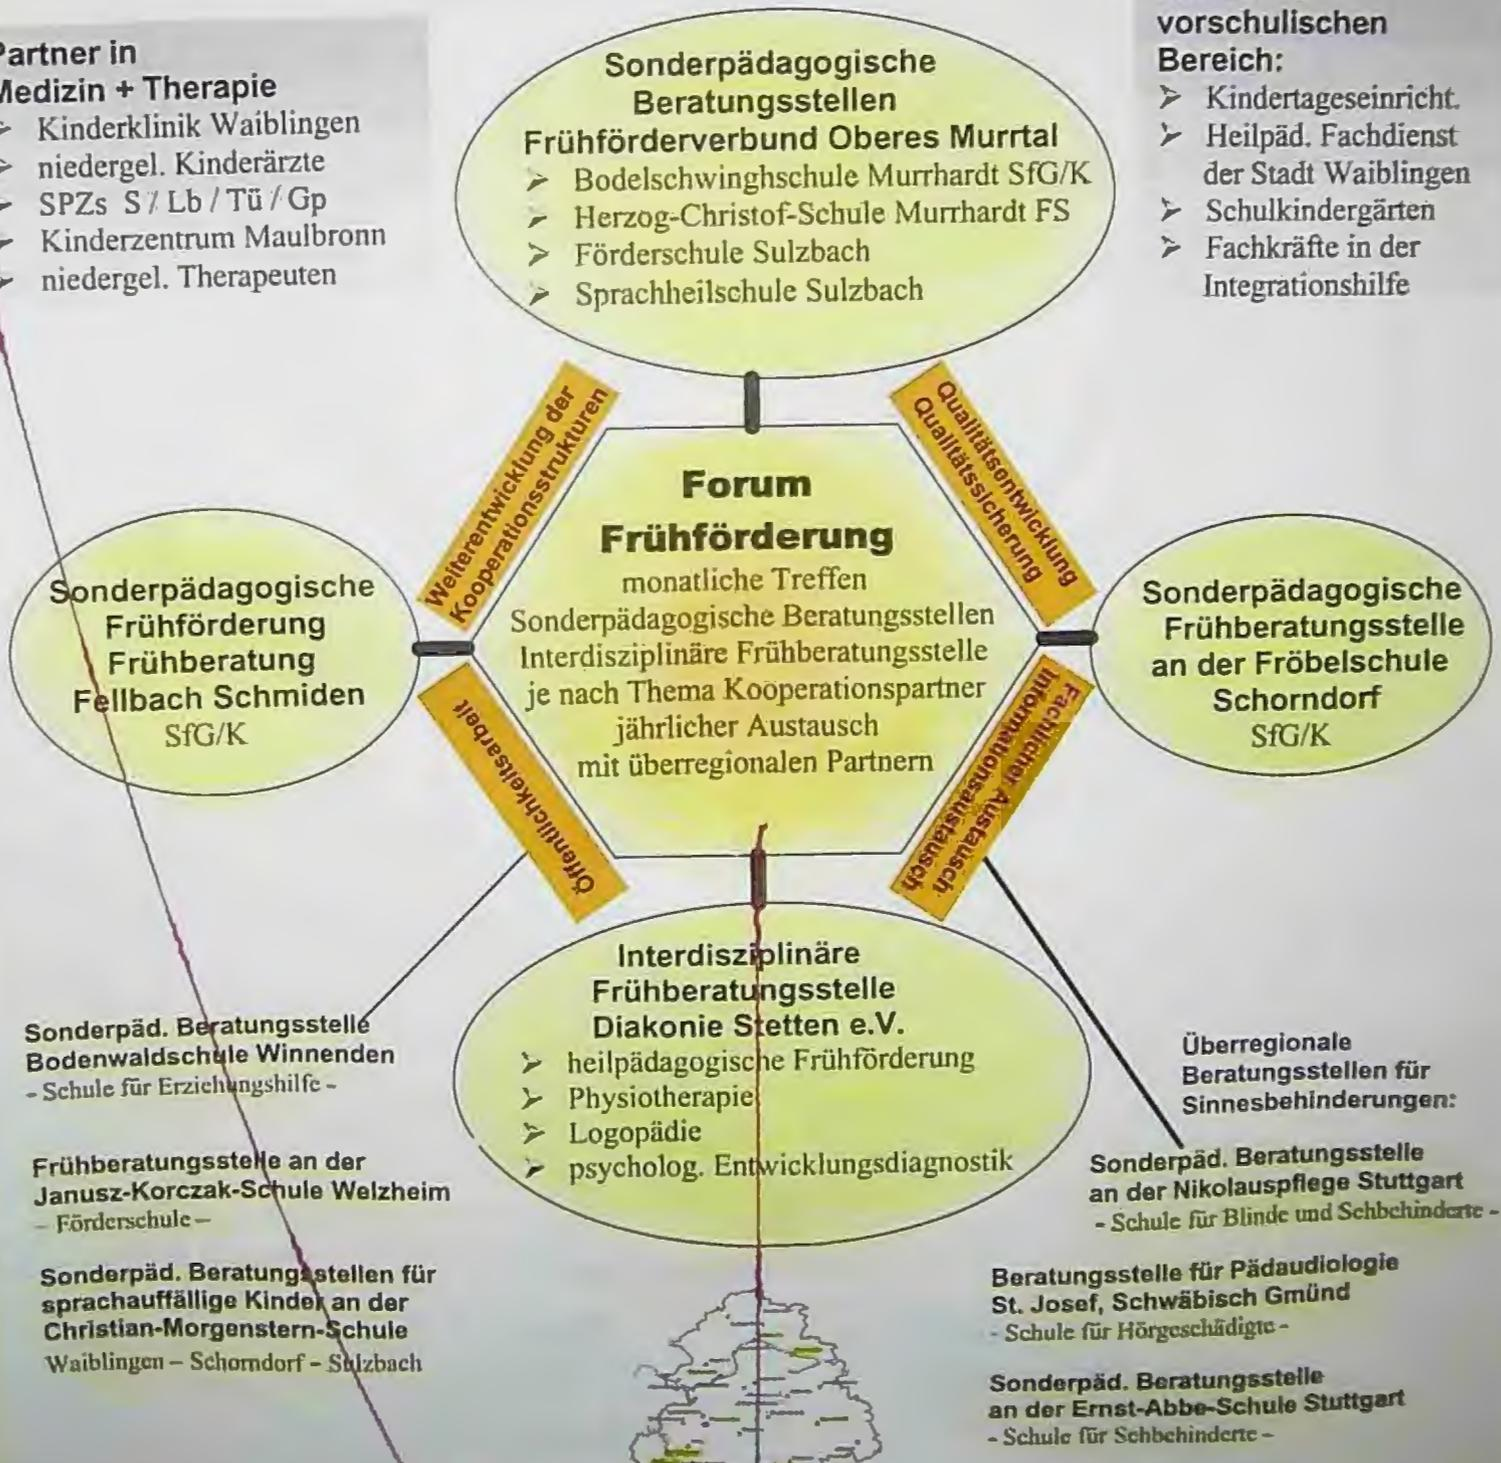 Partner in
Medizin + Therapie
➢ Kinderklinik Waiblingen
➢ niedergel. Kinderärzte
➢ SPZs S / Lb / Tü / Gp
➢ Kinderzentrum Maulbronn
➢ niedergel. Therapeuten
Sonderpädagogische
Beratungsstellen
Frühförderverbund Oberes Murrtal
➢ Bodelschwinghschule Murrhardt SfG/K
➢ Herzog-Christof-Schule Murrhardt FS
➢ Förderschule Sulzbach
➢ Sprachheilschule Sulzbach
vorschulischen
Bereich:
➢ Kindertageseinricht.
➢ Heilpäd. Fachdienst
der Stadt Waiblingen
➢ Schulkindergärten
➢ Fachkräfte in der
Integrationshilfe
Weiterentwicklung der
Kooperationsstrukturen
Qualitätsentwicklung
Qualitätssicherung
Forum
Frühförderung
monatliche Treffen
Sonderpädagogische Beratungsstellen
Interdisziplinäre Frühberatungsstelle
je nach Thema Kooperationspartner
jährlicher Austausch
mit überregionalen Partnern
Sonderpädagogische
Frühförderung
Frühberatung
Fellbach Schmiden
SfG/K
Sonderpädagogische
Frühberatungsstelle
an der Fröbelschule
Schorndorf
SfG/K
Öffentlichkeitsarbeit
Fachlicher Austausch
Informationsaustausch
Interdisziplinäre
Frühberatungsstelle
Diakonie Stetten e.V.
➢ heilpädagogische Frühförderung
➢ Physiotherapie
➢ Logopädie
➢ psycholog. Entwicklungsdiagnostik
Sonderpäd. Beratungsstelle
Bodenwaldschule Winnenden
- Schule für Erziehungshilfe -
Frühberatungsstelle an der
Janusz-Korczak-Schule Welzheim
– Förderschule –
Sonderpäd. Beratungsstellen für
sprachauffällige Kinder an der
Christian-Morgenstern-Schule
Waiblingen – Schorndorf – Sulzbach
Überregionale
Beratungsstellen für
Sinnesbehinderungen:
Sonderpäd. Beratungsstelle
an der Nikolauspflege Stuttgart
- Schule für Blinde und Sehbehinderte -
Beratungsstelle für Pädaudiologie
St. Josef, Schwäbisch Gmünd
- Schule für Hörgeschädigte -
Sonderpäd. Beratungsstelle
an der Ernst-Abbe-Schule Stuttgart
- Schule für Sehbehinderte -